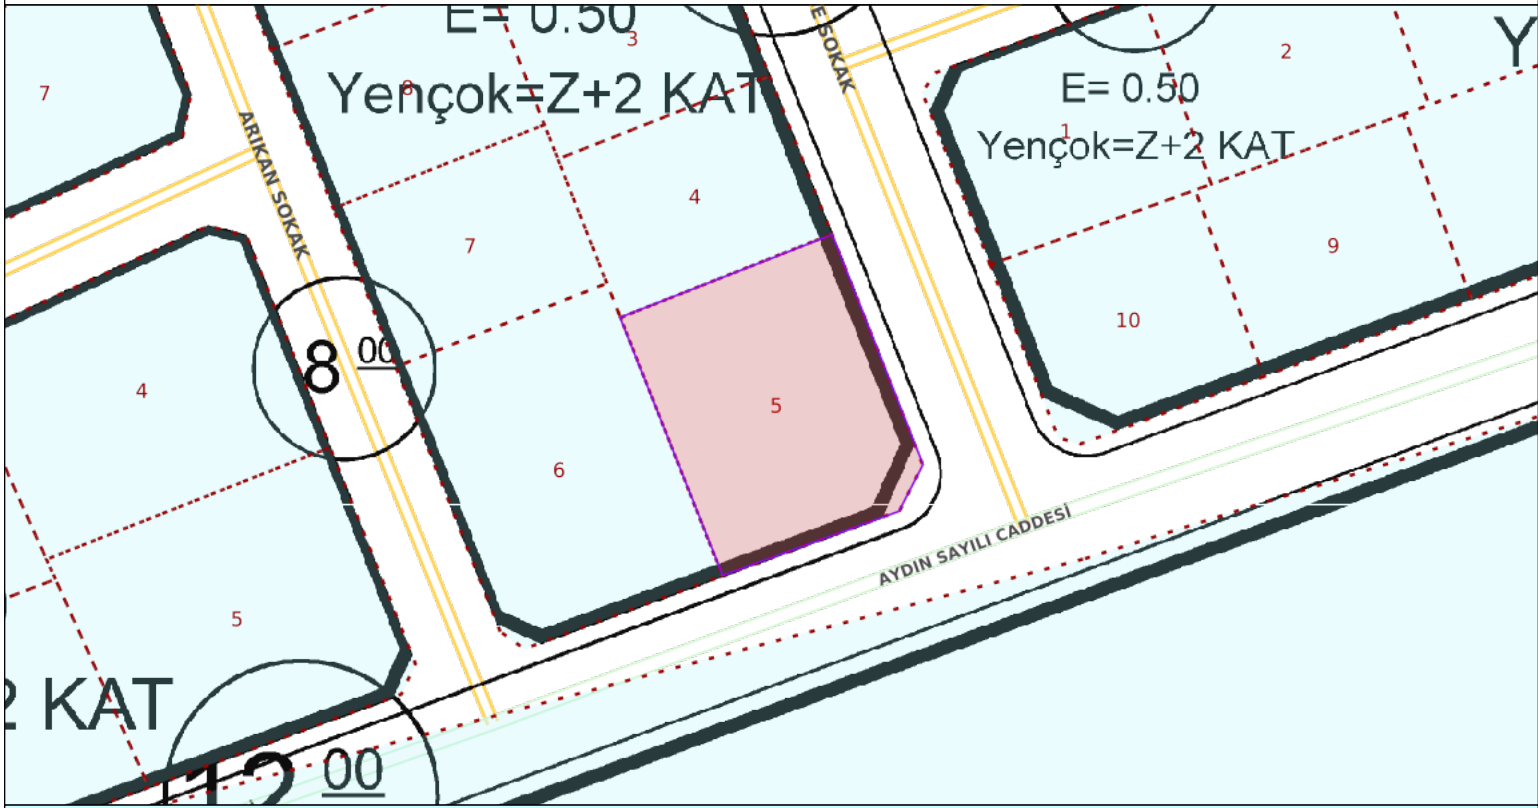 E= 0.50
3
2
7
8
Yençok=Z+2 KAT
E SOKAK
E= 0.50
Y
1
Yençok=Z+2 KAT
ARIKAN SOKAK
4
7
9
10
8 00
4
5
6
AYDIN SAYILI CADDESİ
5
2 KAT
12 00